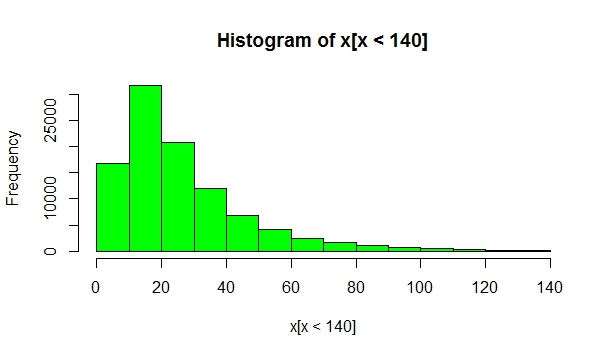 Histogram of x[x < 140]
Frequency
25000
10000
0
0 20 40 60 80 100 120 140
x[x < 140]